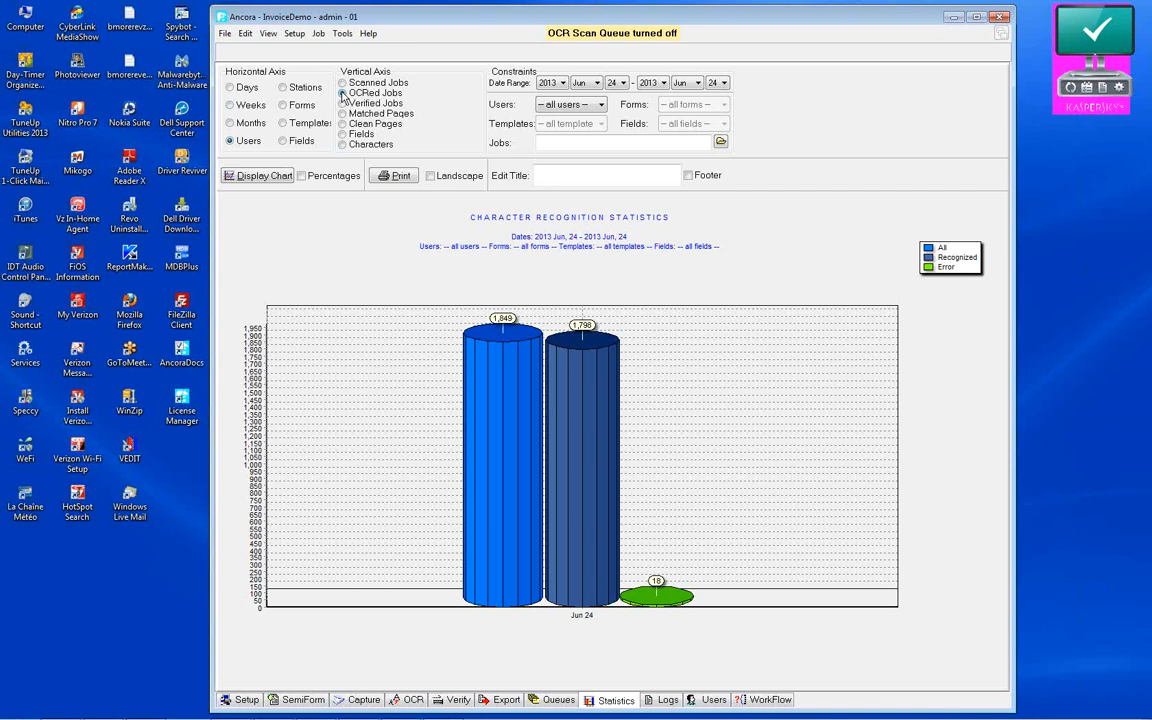 Computer
CyberLink MediaShow
bmorerevz...
Spybot - Search ...
Day-Timer Organize...
Photoviewer
bmorereve...
Malwarebyt... Anti-Malware
TuneUp Utilities 2013
Nitro Pro 7
Nokia Suite
Dell Support Center
TuneUp 1-Click Mai...
Mikogo
Adobe Reader X
Driver Reviver
iTunes
Vz In-Home Agent
Revo Uninstall...
Dell Driver Downlo...
IDT Audio Control Pan...
FiOS Information
ReportMak...
MDBPlus
Sound - Shortcut
My Verizon
Mozilla Firefox
FileZilla Client
Services
Verizon Messa...
GoToMeet...
AncoraDocs
Speccy
Install Verizo...
WinZip
License Manager
WeFi
Verizon Wi-Fi Setup
VEDIT
La Chaîne Météo
HotSpot Search
Windows Live Mail
Ancora - InvoiceDemo - admin - 01
File Edit View Setup Job Tools Help
OCR Scan Queue turned off
Horizontal Axis
Days Stations
Weeks Forms
Months Templates
Users Fields
Vertical Axis
Scanned Jobs
OCRed Jobs
Verified Jobs
Matched Pages
Clean Pages
Fields
Characters
Constraints
Date Range: 2013 Jun 24 - 2013 Jun 24
Users: -- all users -- Forms: -- all forms --
Templates: -- all template Fields: -- all fields --
Jobs:
Display Chart Percentages Print Landscape Edit Title: Footer
CHARACTER RECOGNITION STATISTICS
Dates: 2013 Jun, 24 - 2013 Jun, 24
Users: -- all users -- Forms: -- all forms -- Templates: -- all templates -- Fields: -- all fields --
All
Recognized
Error
1,950
1,900
1,850
1,800
1,750
1,700
1,650
1,600
1,550
1,500
1,450
1,400
1,350
1,300
1,250
1,200
1,150
1,100
1,050
1,000
950
900
850
800
750
700
650
600
550
500
450
400
350
300
250
200
150
100
50
0
1,849
1,798
18
Jun 24
Setup SemiForm Capture OCR Verify Export Queues Statistics Logs Users WorkFlow
KASPERSKY